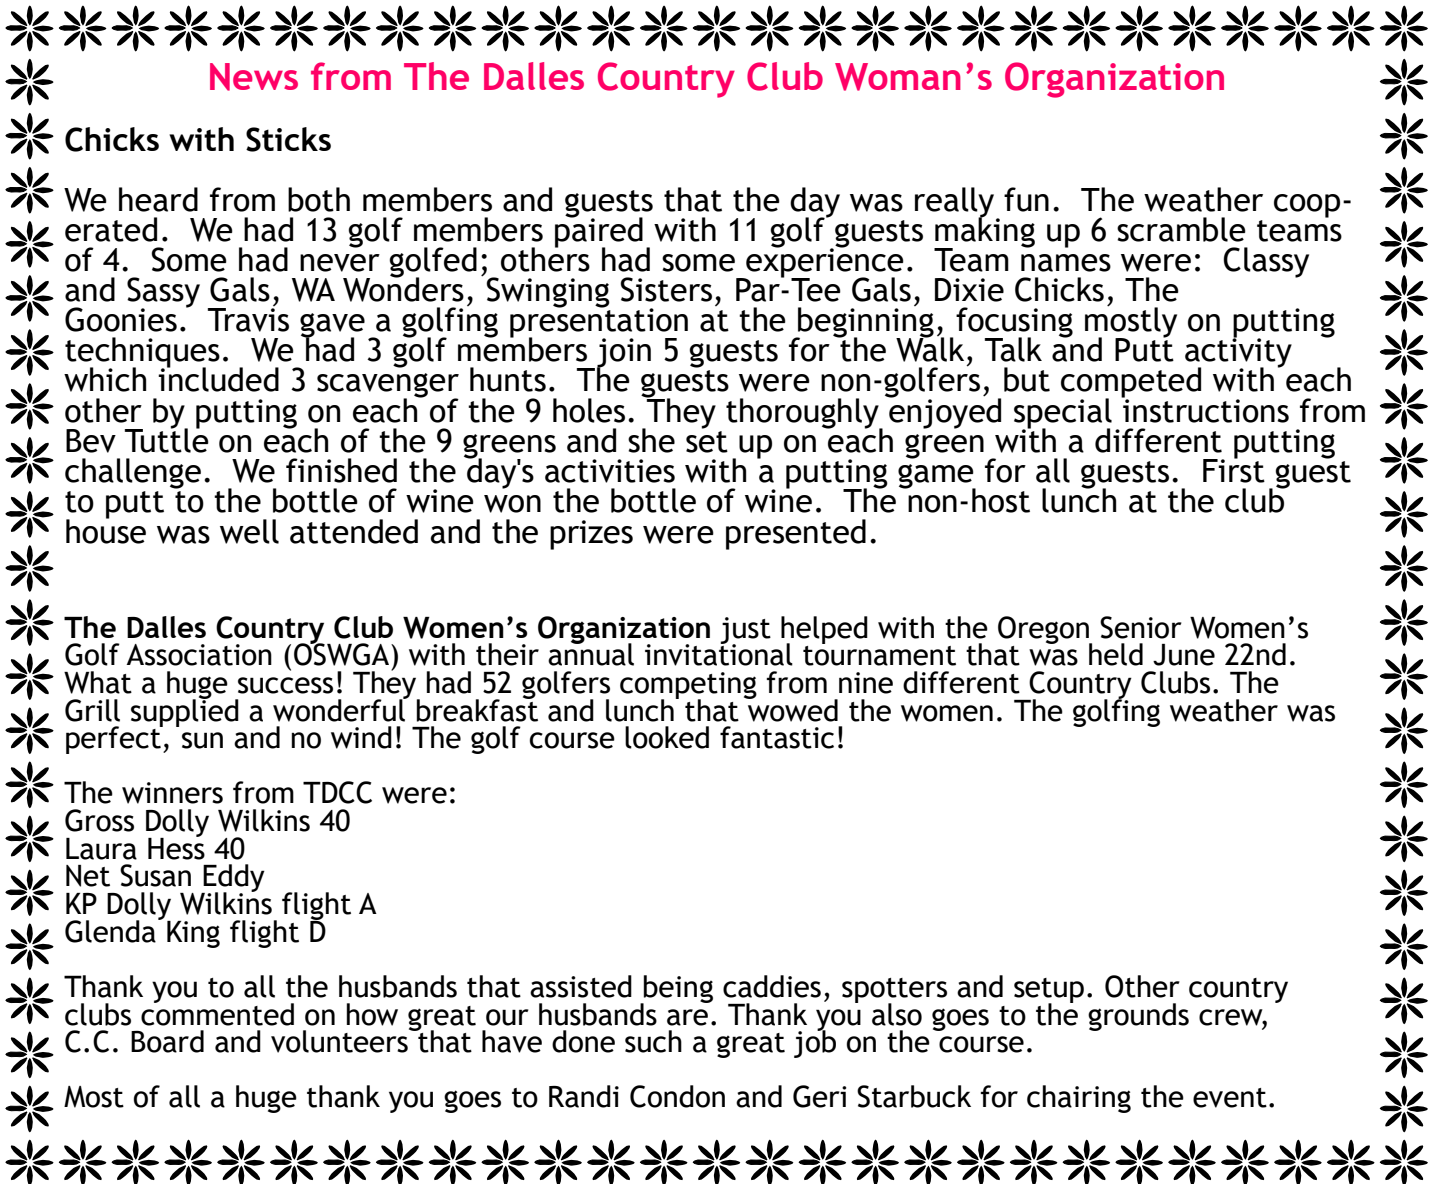 News from The Dalles Country Club Woman’s Organization
Chicks with Sticks
We heard from both members and guests that the day was really fun.  The weather coop-
erated.  We had 13 golf members paired with 11 golf guests making up 6 scramble teams
of 4.  Some had never golfed; others had some experience.  Team names were:  Classy
and Sassy Gals, WA Wonders, Swinging Sisters, Par-Tee Gals, Dixie Chicks, The
Goonies.  Travis gave a golfing presentation at the beginning, focusing mostly on putting
techniques.  We had 3 golf members join 5 guests for the Walk, Talk and Putt activity
which included 3 scavenger hunts.  The guests were non-golfers, but competed with each
other by putting on each of the 9 holes. They thoroughly enjoyed special instructions from
Bev Tuttle on each of the 9 greens and she set up on each green with a different putting
challenge.  We finished the day's activities with a putting game for all guests.  First guest
to putt to the bottle of wine won the bottle of wine.  The non-host lunch at the club
house was well attended and the prizes were presented.
The Dalles Country Club Women’s Organization just helped with the Oregon Senior Women’s
Golf Association (OSWGA) with their annual invitational tournament that was held June 22nd.
What a huge success! They had 52 golfers competing from nine different Country Clubs. The
Grill supplied a wonderful breakfast and lunch that wowed the women. The golfing weather was
perfect, sun and no wind! The golf course looked fantastic!
The winners from TDCC were:
Gross Dolly Wilkins 40
Laura Hess 40
Net Susan Eddy
KP Dolly Wilkins flight A
Glenda King flight D
Thank you to all the husbands that assisted being caddies, spotters and setup. Other country
clubs commented on how great our husbands are. Thank you also goes to the grounds crew,
C.C. Board and volunteers that have done such a great job on the course.
Most of all a huge thank you goes to Randi Condon and Geri Starbuck for chairing the event.